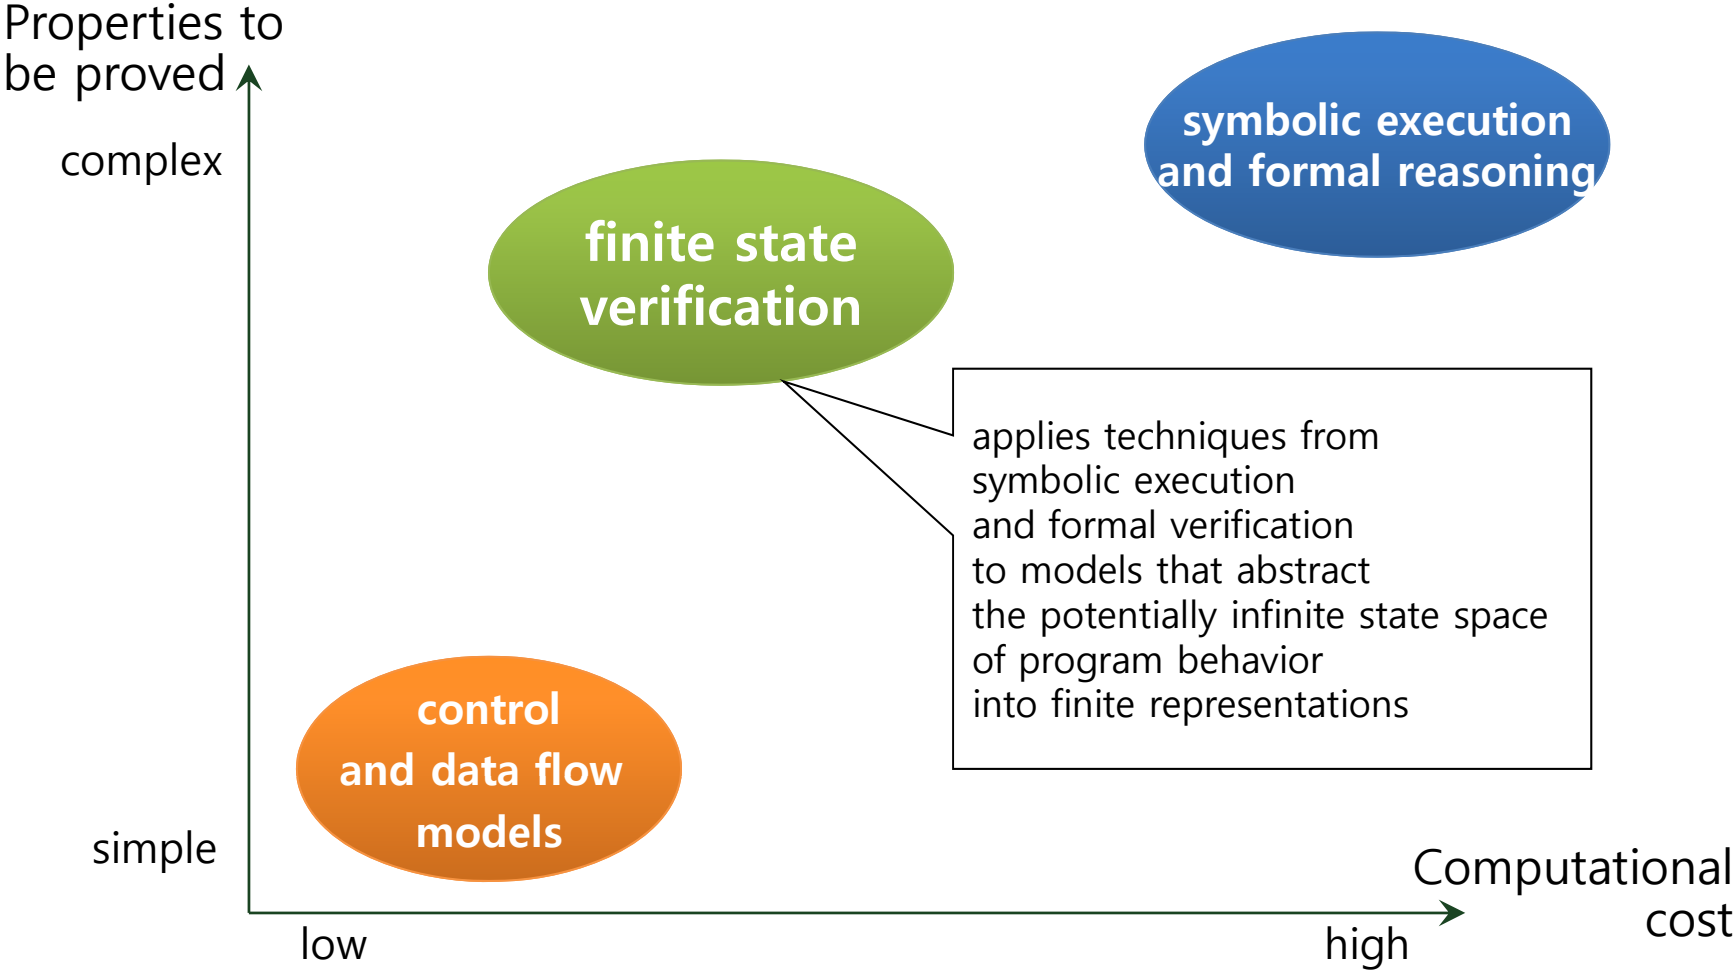 Properties to
be proved
complex
symbolic execution
and formal reasoning
finite state
verification
applies techniques from
symbolic execution
and formal verification
to models that abstract
the potentially infinite state space
of program behavior
into finite representations
control
and data flow
models
simple
Computational
cost
low
high